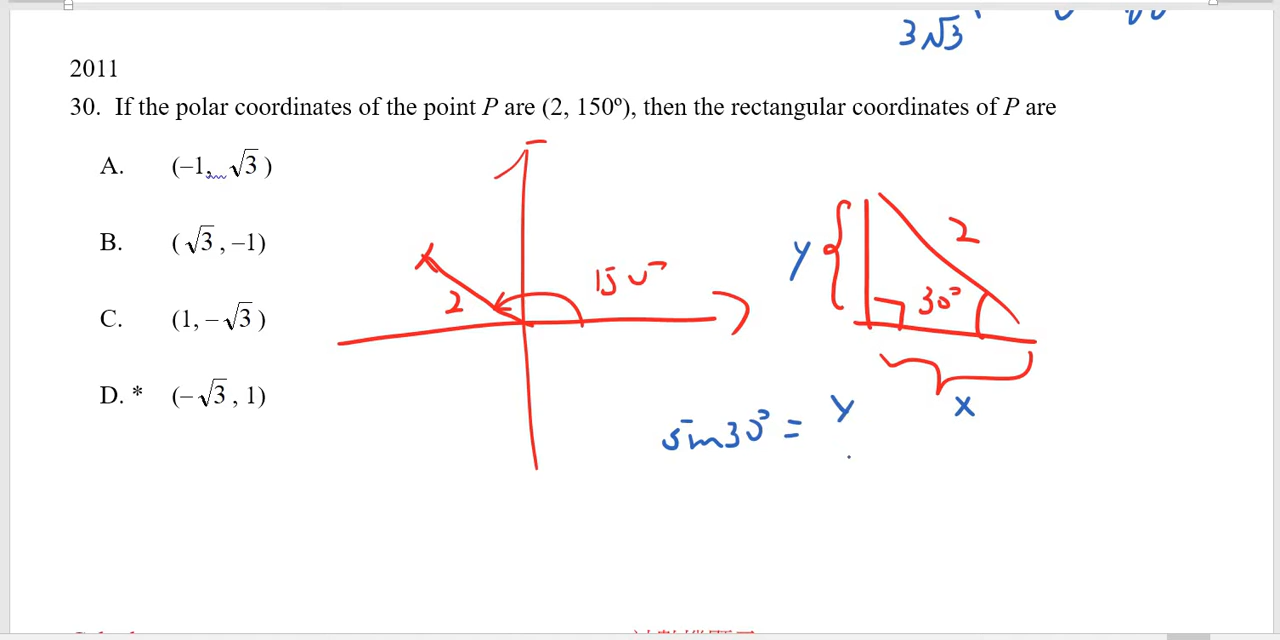 3√3
2011
30. If the polar coordinates of the point P are (2, 150º), then the rectangular coordinates of P are
A. (–1, √3)
B. (√3, –1)
C. (1, –√3)
D. * (–√3, 1)
2
150°
y
2
30°
x
sin30° = y